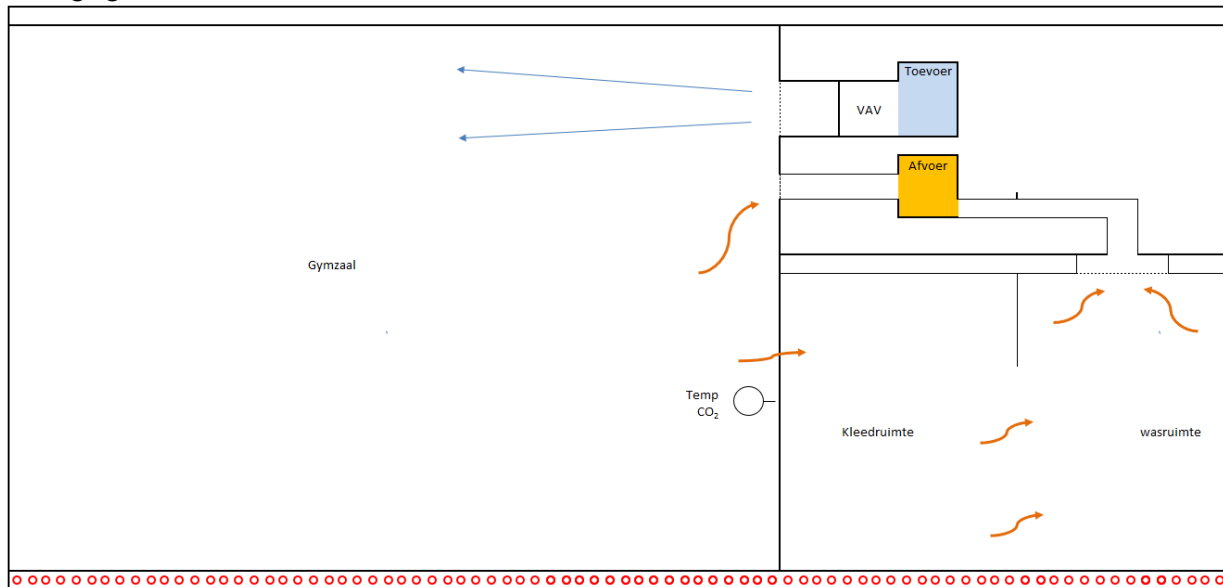 Toevoer
VAV
Afvoer
Gymzaal
Temp
CO₂
Kleedruimte
wasruimte